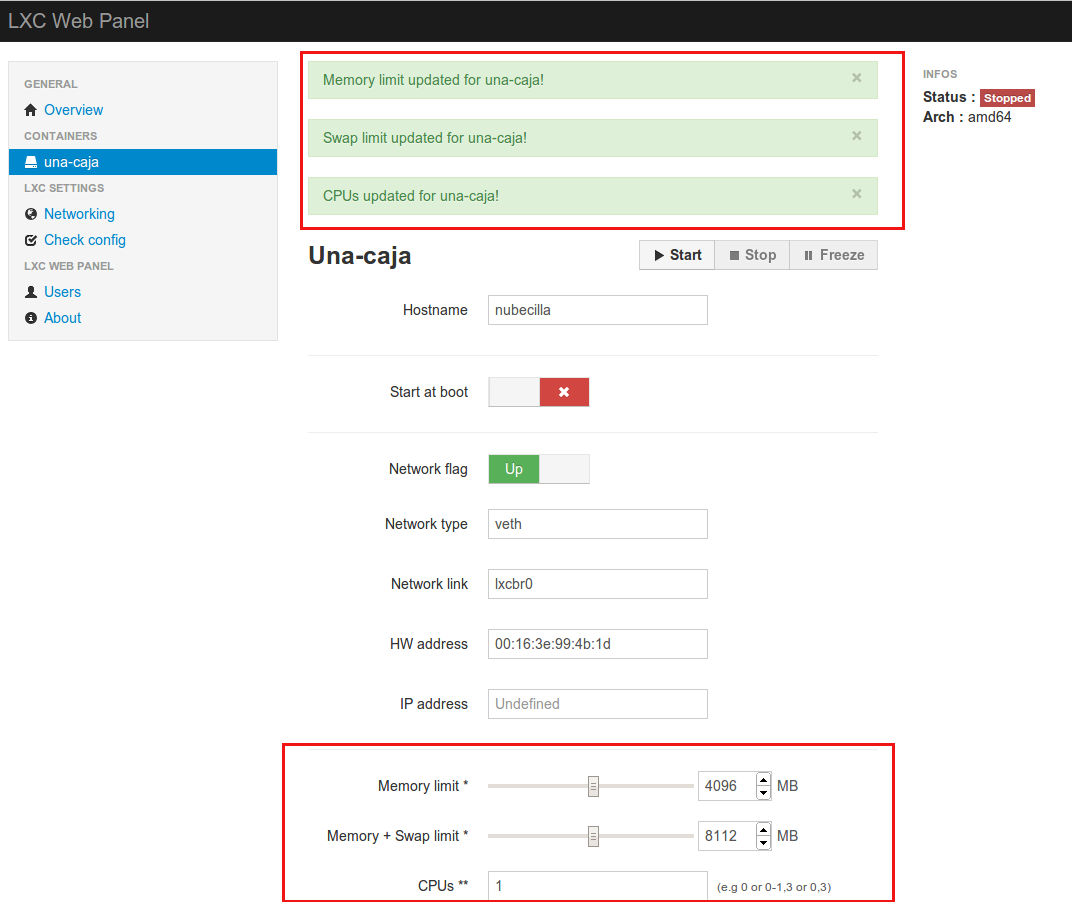 LXC Web Panel
GENERAL
Overview
CONTAINERS
una-caja
LXC SETTINGS
Networking
Check config
LXC WEB PANEL
Users
About
Memory limit updated for una-caja! ×
Swap limit updated for una-caja! ×
CPUs updated for una-caja! ×
Una-caja
Start
Stop
Freeze
Hostname nubecilla
Start at boot
Network flag Up
Network type veth
Network link lxcbr0
HW address 00:16:3e:99:4b:1d
IP address Undefined
Memory limit * 4096 MB
Memory + Swap limit * 8112 MB
CPUs ** 1 (e.g 0 or 0-1,3 or 0,3)
INFOS
Status : Stopped
Arch : amd64